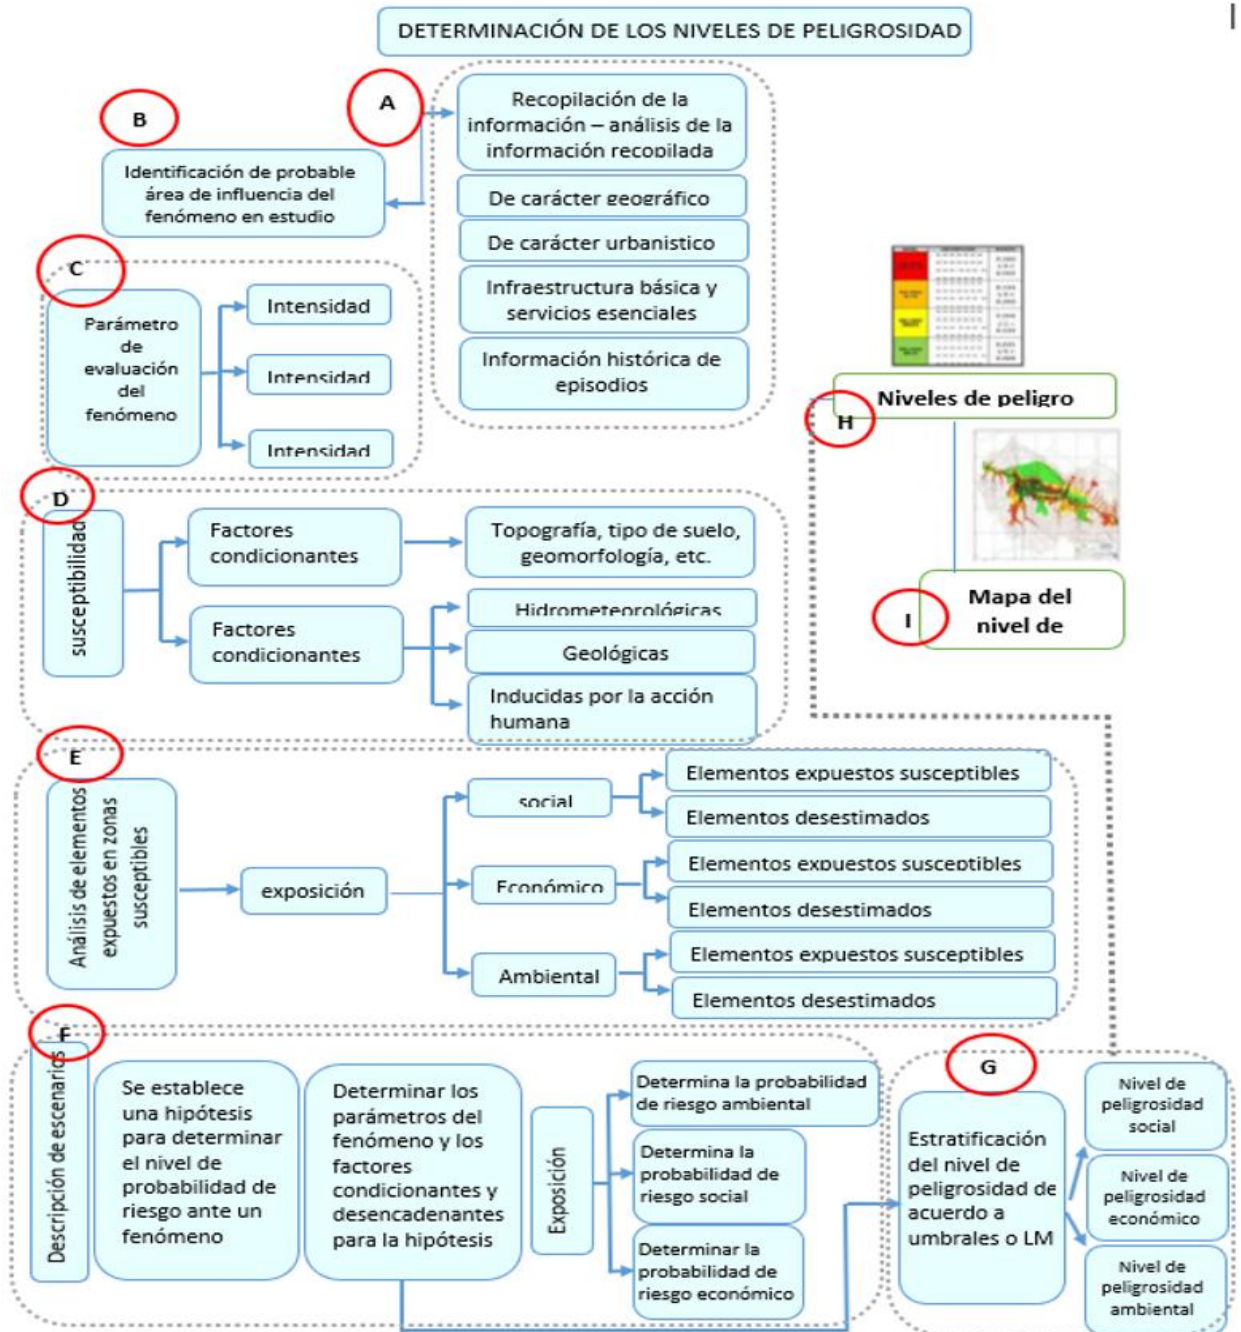 DETERMINACIÓN DE LOS NIVELES DE PELIGROSIDAD
A
Recopilación de la
información – análisis de la
información recopilada
De carácter geográfico
De carácter urbanistico
Infraestructura básica y
servicios esenciales
Información histórica de
episodios
B
Identificación de probable
área de influencia del
fenómeno en estudio
C
Parámetro
de
evaluación
del
fenómeno
Intensidad
Intensidad
Intensidad
D
susceptibilidad
Factores
condicionantes
Topografía, tipo de suelo,
geomorfología, etc.
Factores
condicionantes
Hidrometeorológicas
Geológicas
Inducidas por la acción
humana
E
Análisis de elementos
expuestos en zonas
susceptibles
exposición
social
Elementos expuestos susceptibles
Elementos desestimados
Económico
Elementos expuestos susceptibles
Elementos desestimados
Ambiental
Elementos expuestos susceptibles
Elementos desestimados
F
Descripción de escenarios
Se establece
una hipótesis
para determinar
el nivel de
probabilidad de
riesgo ante un
fenómeno
Determinar los
parámetros del
fenómeno y los
factores
condicionantes y
desencadenantes
para la hipótesis
Exposición
Determina la probabilidad
de riesgo ambiental
Determina la
probabilidad de
riesgo social
Determinar la
probabilidad de
riesgo económico
G
Estratificación
del nivel de
peligrosidad de
acuerdo a
umbrales o LM
Nivel de
peligrosidad
social
Nivel de
peligrosidad
económico
Nivel de
peligrosidad
ambiental
H
Niveles de peligro
I
Mapa del
nivel de